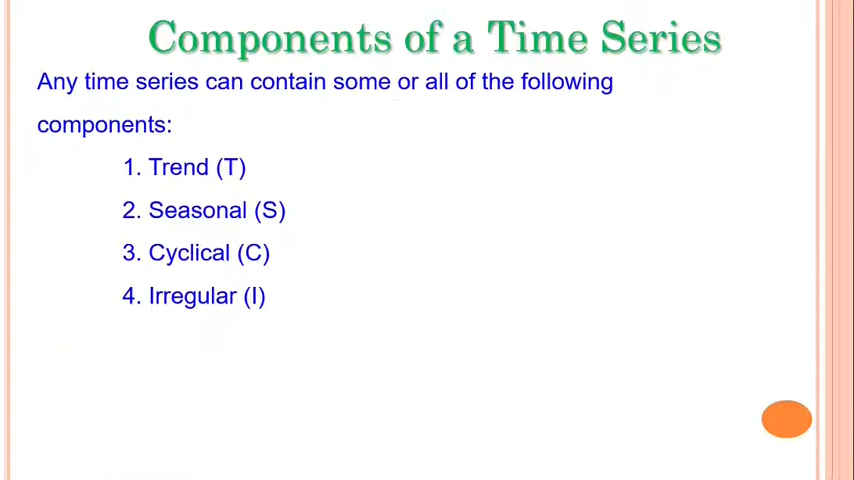 Components of a Time Series
Any time series can contain some or all of the following
components:
1. Trend (T)
2. Seasonal (S)
3. Cyclical (C)
4. Irregular (I)